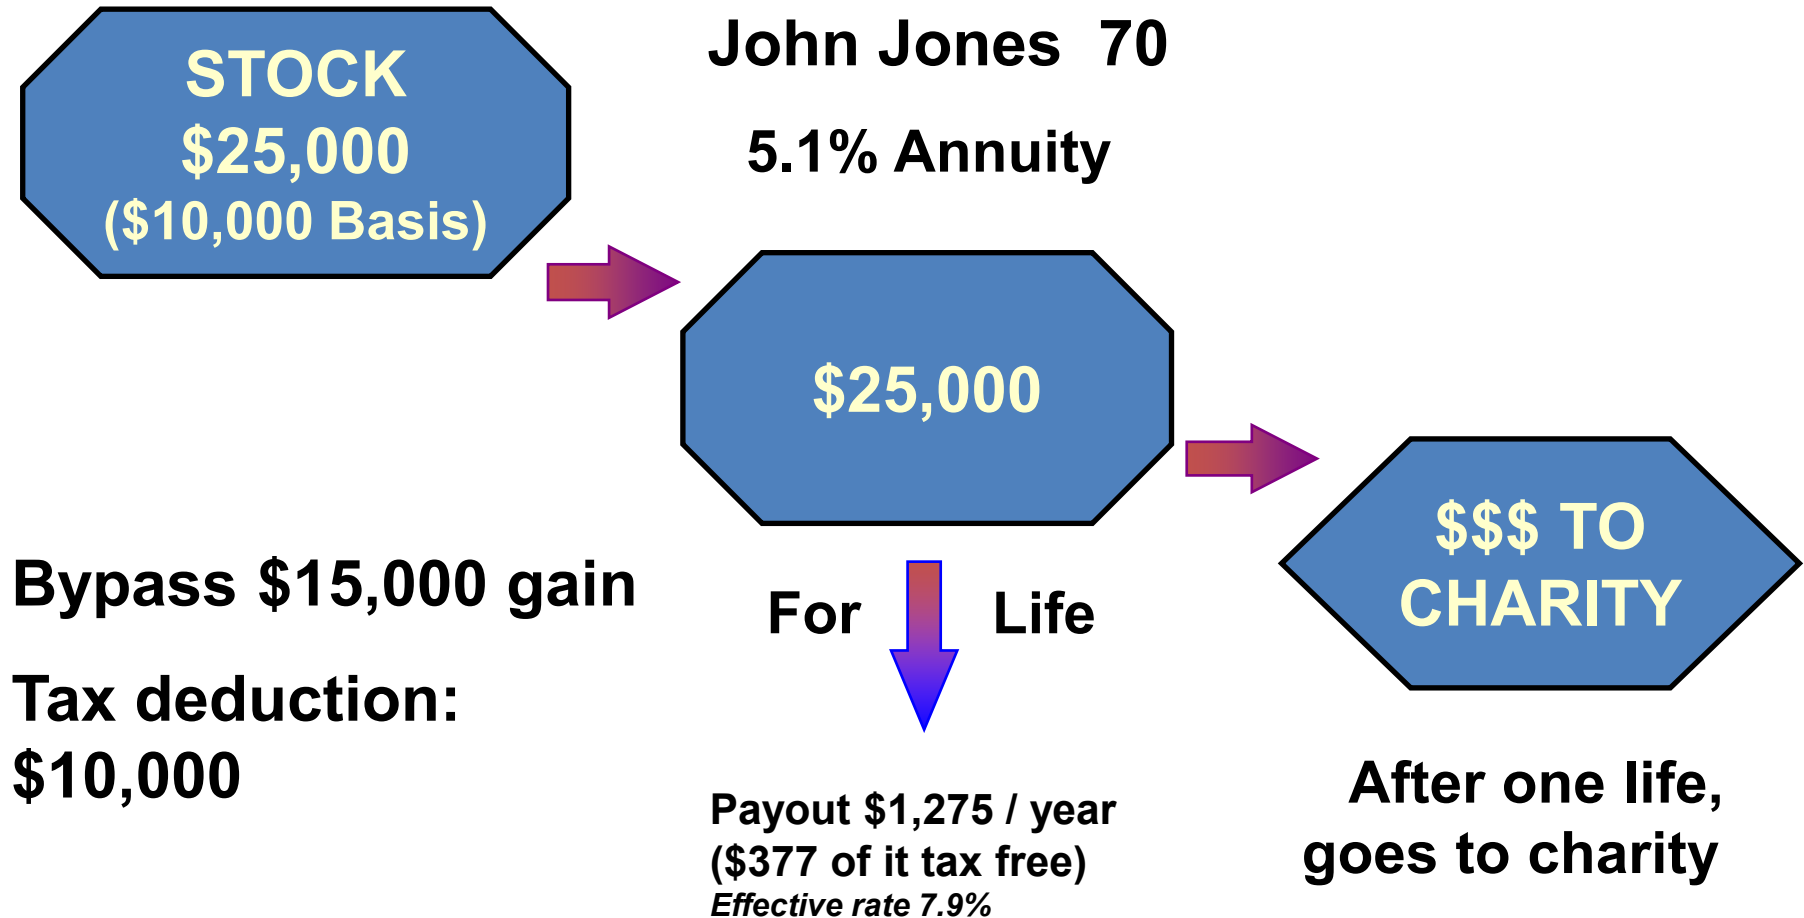 STOCK
$25,000
($10,000 Basis)
John Jones 70
5.1% Annuity
$25,000
$$$ TO
CHARITY
Bypass $15,000 gain
Tax deduction:
$10,000
For Life
Payout $1,275 / year
($377 of it tax free)
Effective rate 7.9%
After one life,
goes to charity